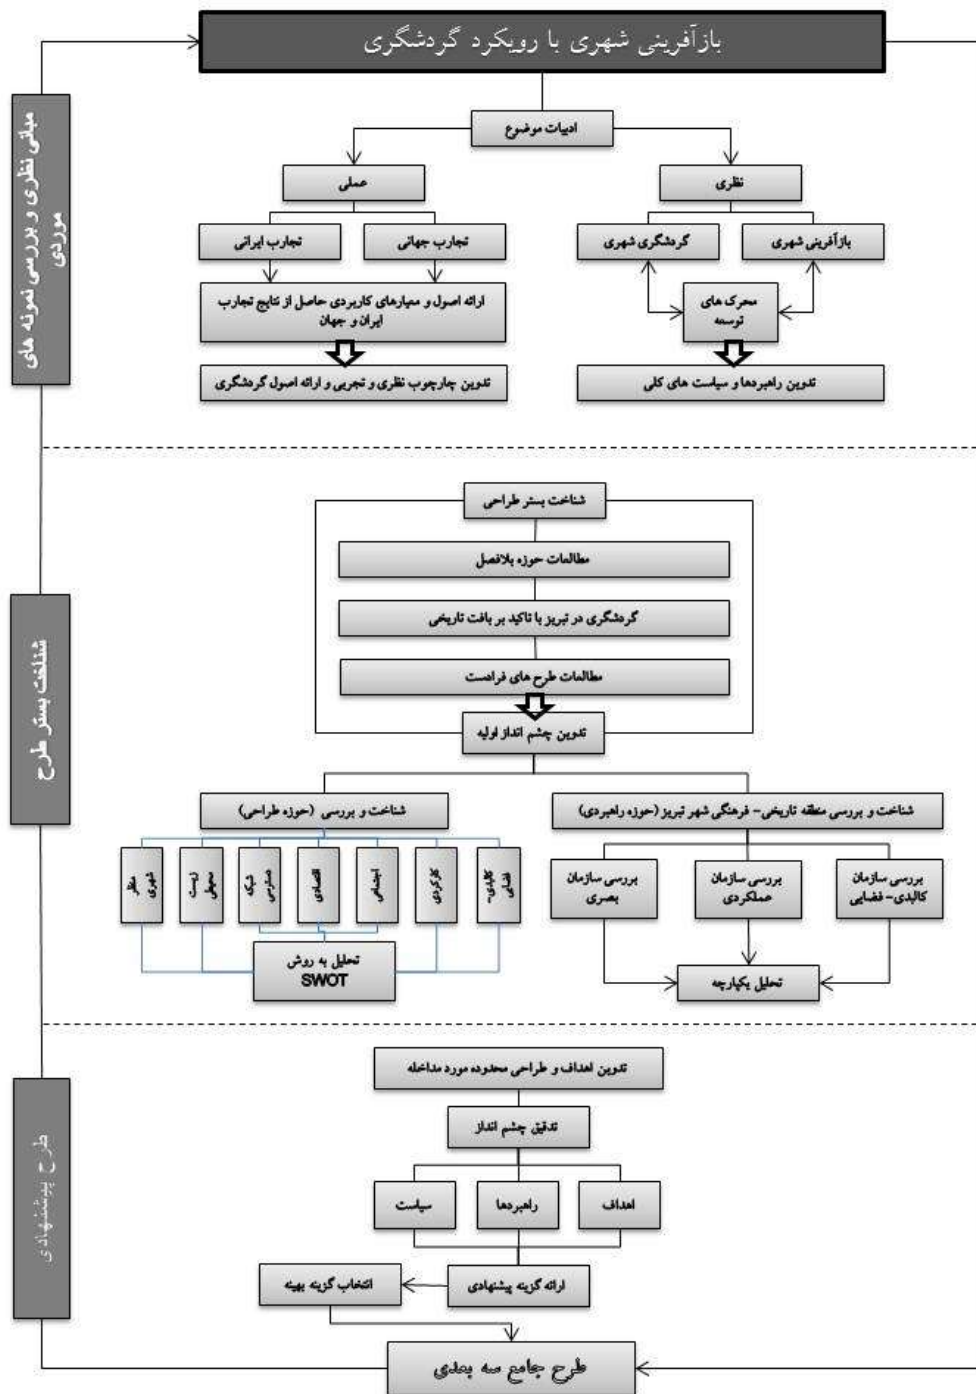 بازآفرینی شهری با رویکرد گردشگری
مبانی نظری و بررسی نمونه های
موردی
ادبیات موضوع
نظری
عملی
بازآفرینی شهری
گردشگری شهری
تجارب جهانی
تجارب ایرانی
محرک های
توسعه
ارائه اصول و معیارهای کاربردی حاصل از نتایج تجارب
ایران و جهان
تدوین راهبردها و سیاست های کلی
تدوین چارچوب نظری و تجربی و ارائه اصول گردشگری
شناخت بستر طرح
شناخت بستر طراحی
مطالعات حوزه بلافصل
گردشگری در تبریز با تاکید بر بافت تاریخی
مطالعات طرح های فرادست
تدوین چشم انداز اولیه
شناخت و بررسی منطقه تاریخی- فرهنگی شهر تبریز (حوزه راهبردی)
شناخت و بررسی (حوزه طراحی)
بررسی سازمان
کالبدی- فضایی
بررسی سازمان
عملکردی
بررسی سازمان
بصری
کالبدی-
فضایی
کارکردی
اجتماعی
اقتصادی
شبکه
دسترسی
زیست
محیطی
منظر
شهری
تحلیل یکپارچه
تحلیل به روش
SWOT
طرح پیشنهادی
تدوین اهداف و طراحی محدوده مورد مداخله
تدقیق چشم انداز
اهداف
راهبردها
سیاست
ارائه گزینه پیشنهادی
انتخاب گزینه بهینه
طرح جامع سه بعدی